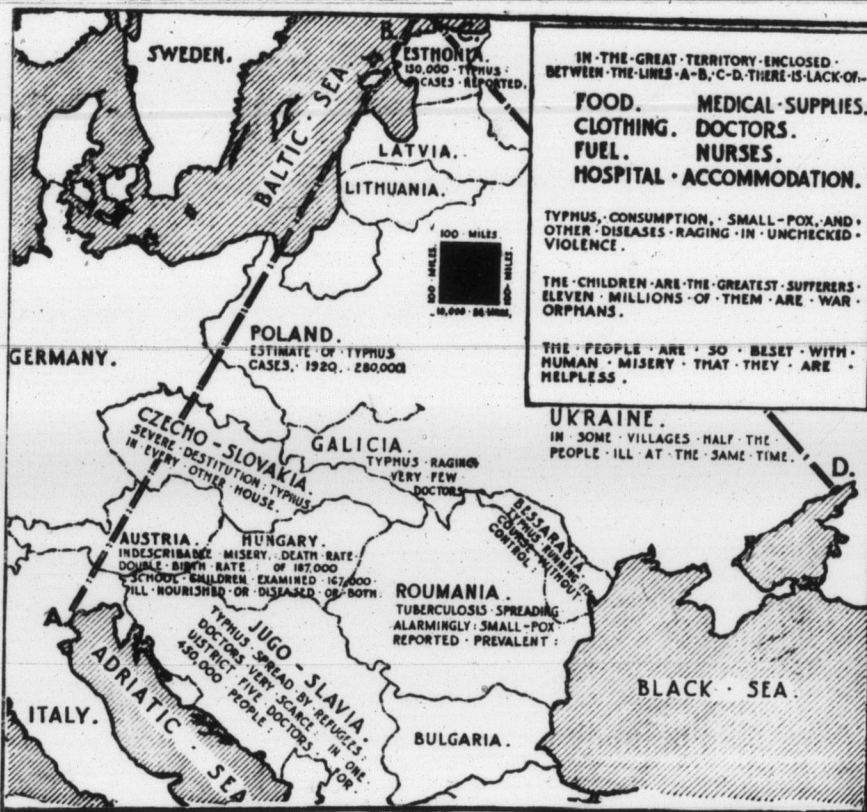 SWEDEN.
BALTIC · SEA.
B.
C.
ESTHONIA.
130,000 TYPHUS
CASES REPORTED.
LATVIA.
LITHUANIA.
IN · THE · GREAT · TERRITORY · ENCLOSED ·
BETWEEN · THE · LINES · A-B, · C-D. · THERE · IS · LACK · OF:-
FOOD. MEDICAL · SUPPLIES.
CLOTHING. DOCTORS.
FUEL. NURSES.
HOSPITAL · ACCOMMODATION.
TYPHUS, · CONSUMPTION, · SMALL-POX, · AND ·
OTHER · DISEASES · RAGING · IN · UNCHECKED ·
VIOLENCE .
THE · CHILDREN · ARE · THE · GREATEST · SUFFERERS ·
ELEVEN · MILLIONS · OF · THEM · ARE · WAR ·
ORPHANS.
THE · PEOPLE · ARE · SO · BESET · WITH ·
HUMAN · MISERY · THAT · THEY · ARE ·
HELPLESS .
100 · MILES.
100 · MILES.
100 · MILES.
10,000 · SQ MILES.
GERMANY.
POLAND.
ESTIMATE · OF · TYPHUS
CASES, · 1920, · 280,000:
CZECHO - SLOVAKIA.
SEVERE · DESTITUTION : TYPHUS
IN EVERY OTHER HOUSE.
GALICIA.
TYPHUS RAGING
VERY FEW
DOCTORS
UKRAINE.
IN · SOME · VILLAGES · HALF · THE ·
PEOPLE · ILL · AT · THE · SAME · TIME.
D.
BESSARABIA
TYPHUS RUNNING ITS
COURSE WITHOUT
CONTROL
AUSTRIA. HUNGARY.
INDESCRIBABLE · MISERY. : DEATH · RATE ·
DOUBLE · BIRTH · RATE : OF 187,000
SCHOOL · CHILDREN EXAMINED · 167,000 ·
ILL · NOURISHED · OR · DISEASED · OR · BOTH
ROUMANIA.
TUBERCULOSIS SPREADING
ALARMINGLY : SMALL-POX
REPORTED · PREVALENT :
A
JUGO - SLAVIA.
TYPHUS · SPREAD · BY · REFUGEES :
DOCTORS · VERY · SCARCE : IN · ONE
DISTRICT · FIVE · DOCTORS · FOR ·
450,000 · PEOPLE :
ADRIATIC · SEA
ITALY.
BULGARIA.
BLACK · SEA.